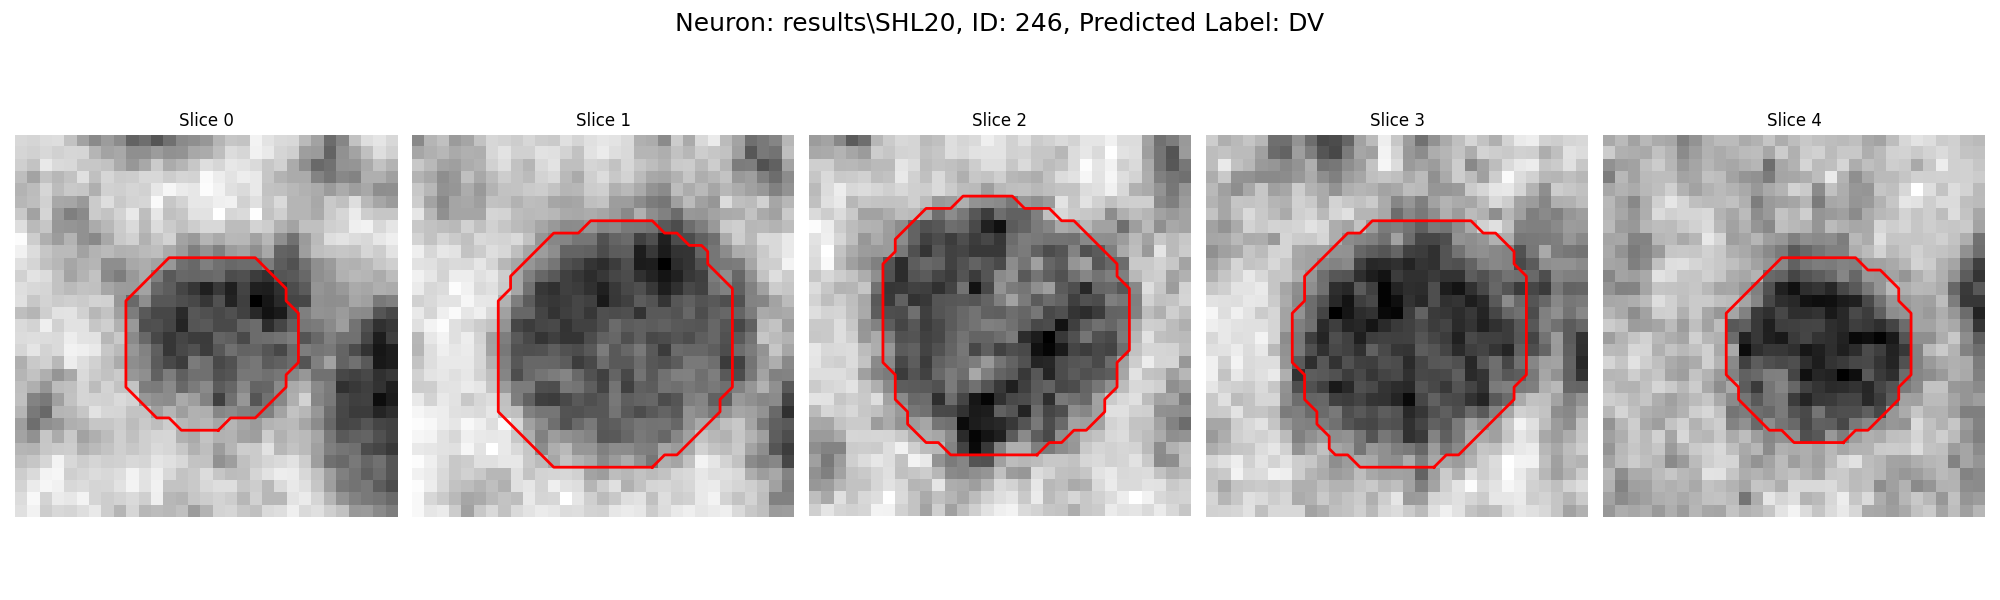 Neuron: results\SHL20, ID: 246, Predicted Label: DV
Slice 0
Slice 1
Slice 2
Slice 3
Slice 4